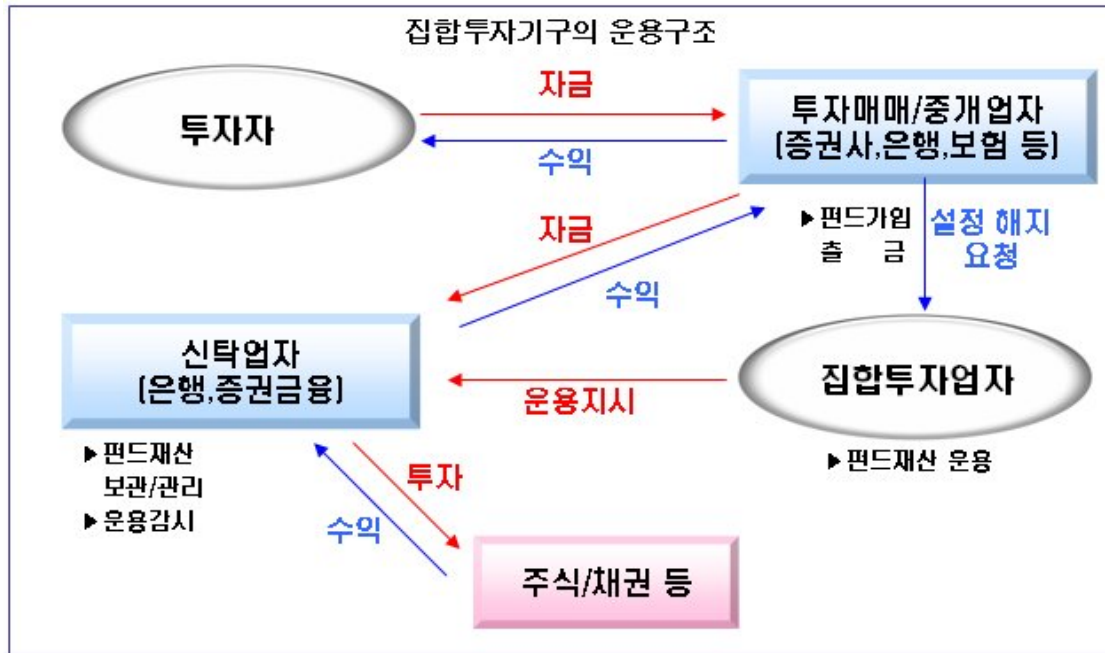 집합투자기구의 운용구조
투자자
자금
수익
투자매매/중개업자
(증권사,은행,보험 등)
▶펀드가입
출 금
설정 해지
요청
자금
수익
신탁업자
(은행,증권금융)
운용지시
집합투자업자
▶펀드재산
보관/관리
▶운용감시
▶펀드재산 운용
투자
수익
주식/채권 등